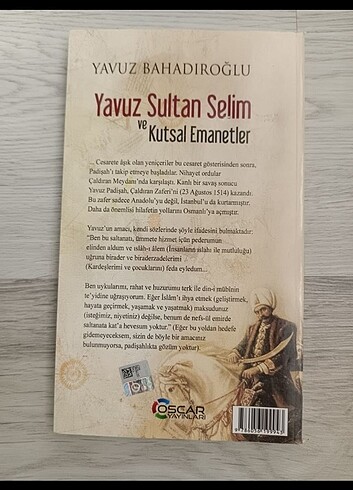 YAVUZ BAHADIROĞLU
Yavuz Sultan Selim
ve
Kutsal Emanetler
... Cesarete âşık olan yeniçeriler bu cesaret gösterisinden sonra,
Padişah'ı takip etmeye başladılar. Nihayet ordular
Çaldıran Meydanı'nda karşılaştı. Kanlı bir savaş sonucu
Yavuz Padişah, Çaldıran Zaferi'ni (23 Ağustos 1514) kazandı.
Bu zafer sadece Anadolu'yu değil, İstanbul'u da kurtarmıştır.
Daha da önemlisi hilafetin yollarını Osmanlı'ya açmıştır.
Yavuz'un amacı, kendi sözlerinde şöyle ifadesini bulmaktadır:
"Ben bu saltanatı, ümmete hizmet için pederumun
elinden aldum ve ıslâh-ı âlem (İnsanların ıslahı ile mutluluğu)
uğruna birader ve biraderzadelerimi
(Kardeşlerimi ve çocuklarını) feda eyledum...
Ben uykularımı, rahat ve huzurumu terk ile din-i mübînin
te'yidine uğraşıyorum. Eğer İslâm'ı ihya etmek (geliştirmek,
hayata geçirmek, yaşamak ve yaşatmak) maksudunuz
(isteğimiz, niyetiniz) değilse, benum de nefs-ül emirde
saltanata kat'a hevesum yoktur." (Eğer bu yoldan hedefe
gidemeyeceksem, sizin de böyle bir amacınız
bulunmuyorsa, padişahlıkta gözüm yoktur).
OSCAR
YAYINLARI